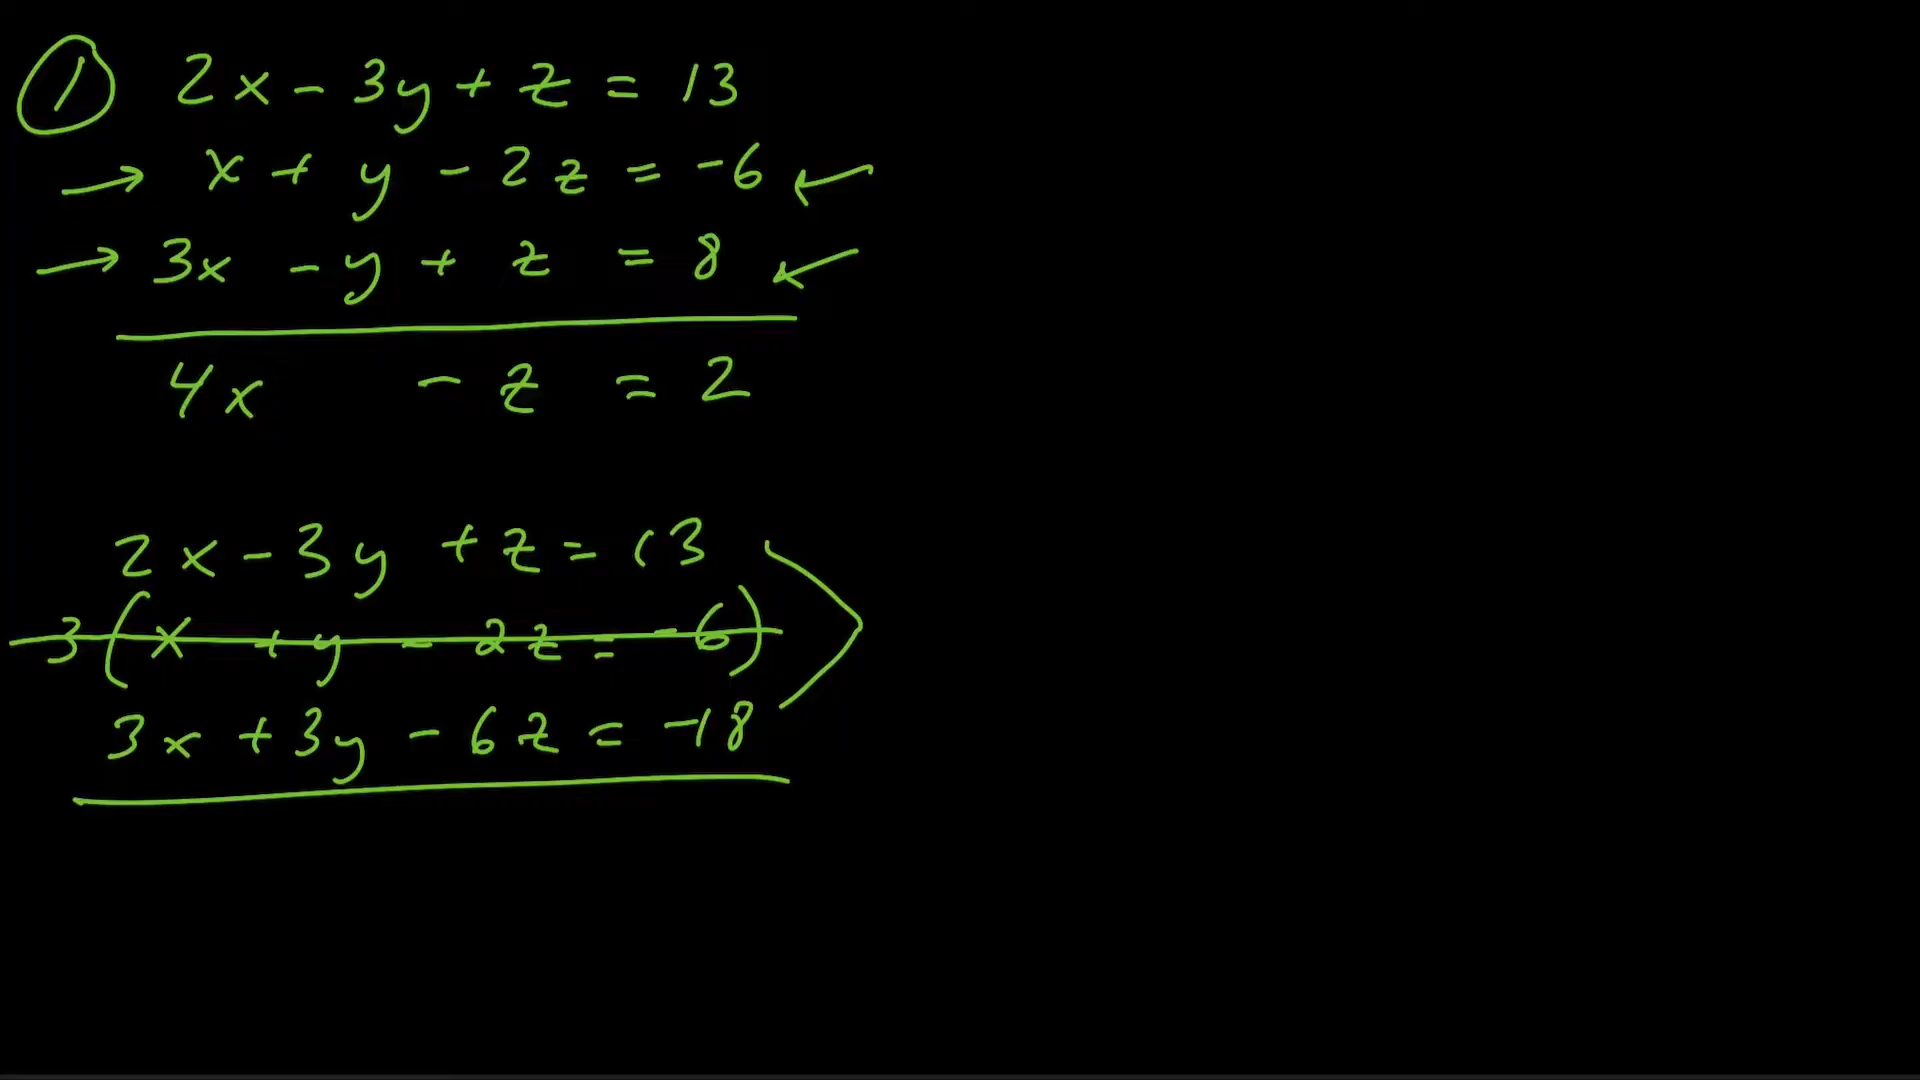 ① 2x - 3y + z = 13
→ x + y - 2z = -6 ←
→ 3x - y + z = 8 ←
4x - z = 2
2x - 3y + z = 13
3(x + y - 2z = -6)
3x + 3y - 6z = -18